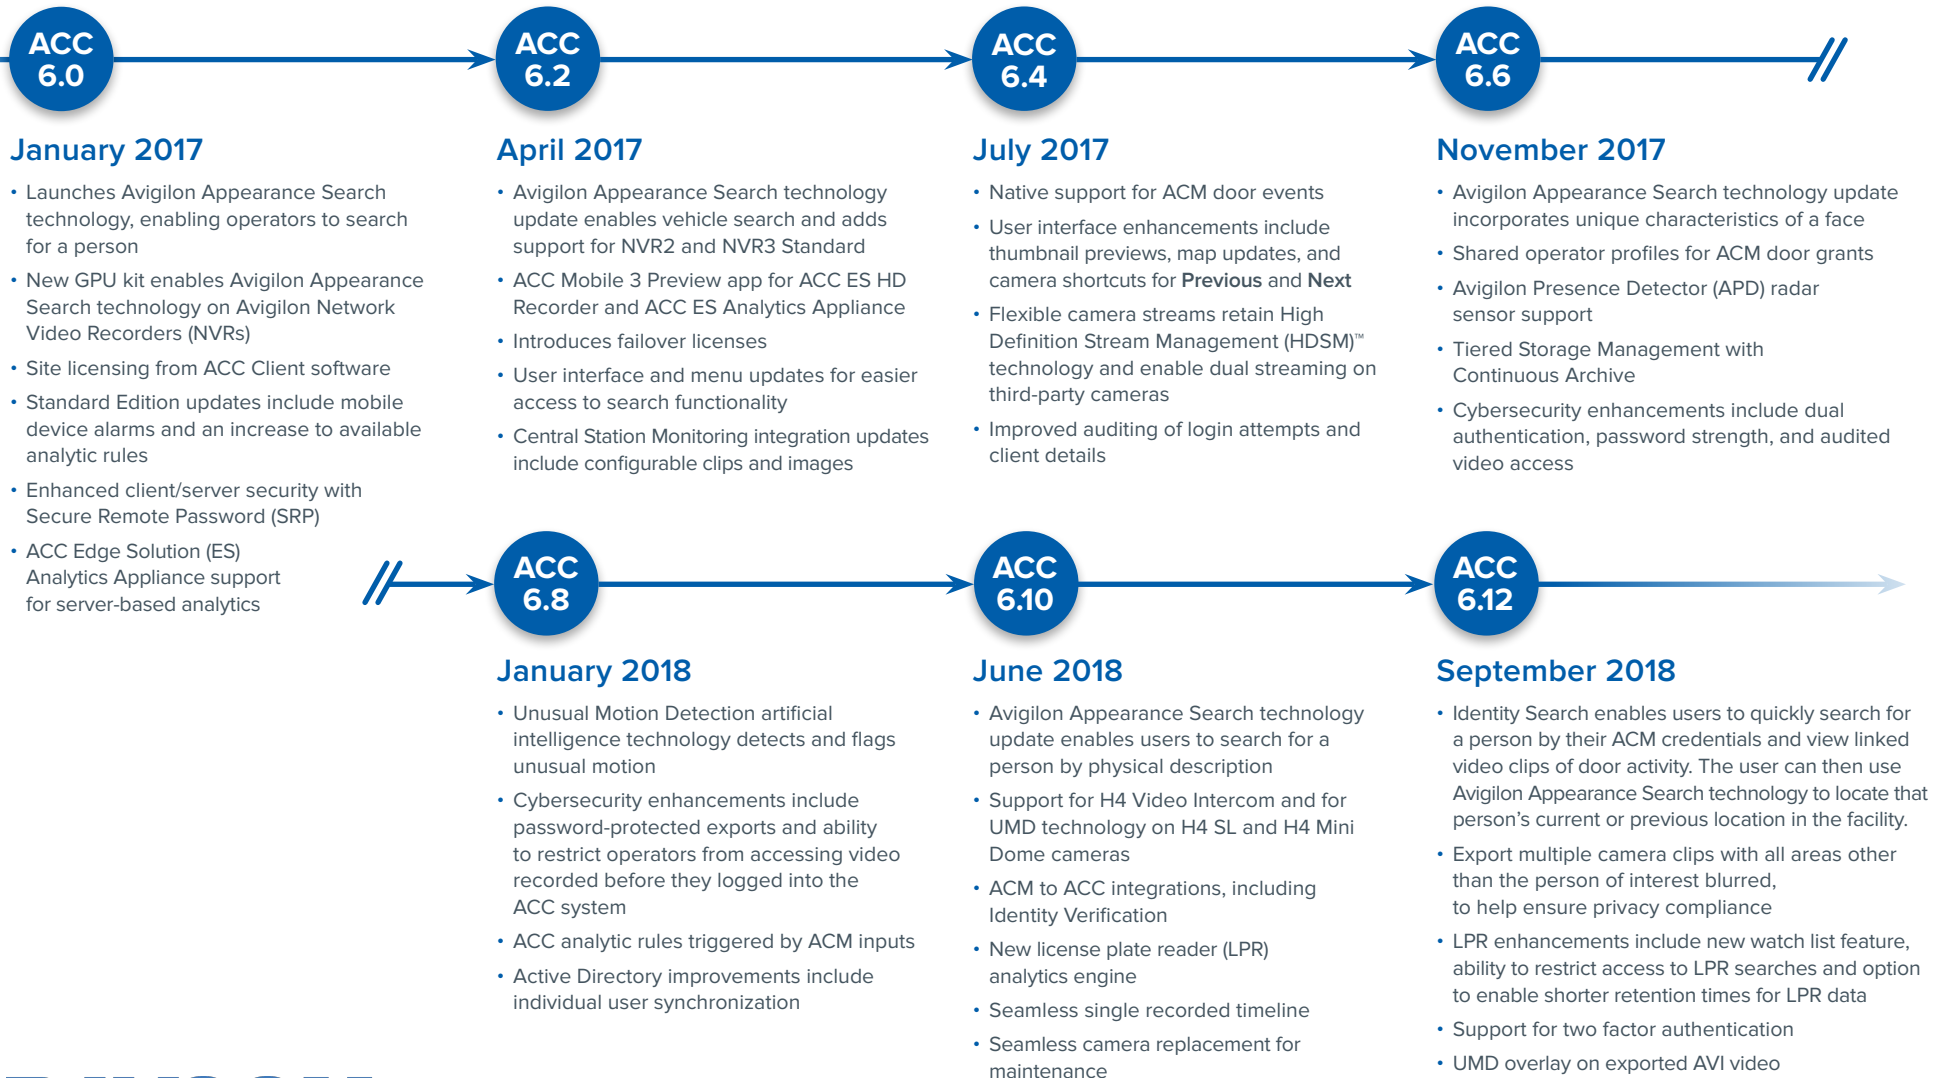 ACC
6.0
January 2017
• Launches Avigilon Appearance Search
technology, enabling operators to search
for a person
• New GPU kit enables Avigilon Appearance
Search technology on Avigilon Network
Video Recorders (NVRs)
• Site licensing from ACC Client software
• Standard Edition updates include mobile
device alarms and an increase to available
analytic rules
• Enhanced client/server security with
Secure Remote Password (SRP)
• ACC Edge Solution (ES)
Analytics Appliance support
for server-based analytics
ACC
6.2
April 2017
• Avigilon Appearance Search technology
update enables vehicle search and adds
support for NVR2 and NVR3 Standard
• ACC Mobile 3 Preview app for ACC ES HD
Recorder and ACC ES Analytics Appliance
• Introduces failover licenses
• User interface and menu updates for easier
access to search functionality
• Central Station Monitoring integration updates
include configurable clips and images
ACC
6.4
July 2017
• Native support for ACM door events
• User interface enhancements include
thumbnail previews, map updates, and
camera shortcuts for Previous and Next
• Flexible camera streams retain High
Definition Stream Management (HDSM)™
technology and enable dual streaming on
third-party cameras
• Improved auditing of login attempts and
client details
ACC
6.6
November 2017
• Avigilon Appearance Search technology update
incorporates unique characteristics of a face
• Shared operator profiles for ACM door grants
• Avigilon Presence Detector (APD) radar
sensor support
• Tiered Storage Management with
Continuous Archive
• Cybersecurity enhancements include dual
authentication, password strength, and audited
video access
ACC
6.8
January 2018
• Unusual Motion Detection artificial
intelligence technology detects and flags
unusual motion
• Cybersecurity enhancements include
password-protected exports and ability
to restrict operators from accessing video
recorded before they logged into the
ACC system
• ACC analytic rules triggered by ACM inputs
• Active Directory improvements include
individual user synchronization
ACC
6.10
June 2018
• Avigilon Appearance Search technology
update enables users to search for a
person by physical description
• Support for H4 Video Intercom and for
UMD technology on H4 SL and H4 Mini
Dome cameras
• ACM to ACC integrations, including
Identity Verification
• New license plate reader (LPR)
analytics engine
• Seamless single recorded timeline
• Seamless camera replacement for
maintenance
ACC
6.12
September 2018
• Identity Search enables users to quickly search for
a person by their ACM credentials and view linked
video clips of door activity. The user can then use
Avigilon Appearance Search technology to locate that
person's current or previous location in the facility.
• Export multiple camera clips with all areas other
than the person of interest blurred,
to help ensure privacy compliance
• LPR enhancements include new watch list feature,
ability to restrict access to LPR searches and option
to enable shorter retention times for LPR data
• Support for two factor authentication
• UMD overlay on exported AVI video